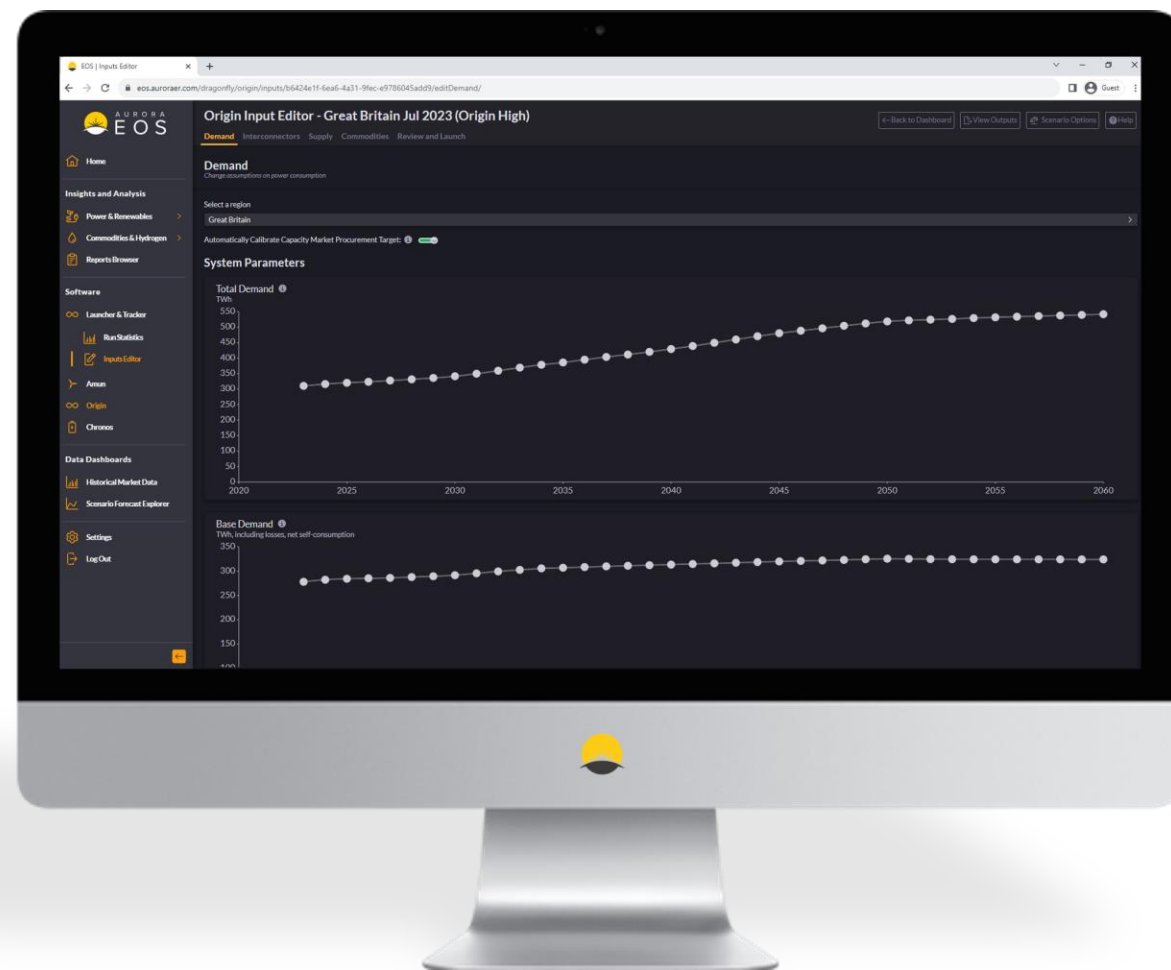 EOS | Inputs Editor
eos.auroraer.com/dragonfly/origin/inputs/b6424e1f-6ea6-4a31-9fec-e9786045add9/editDemand/
Guest
AURORA
EOS
Home
Insights and Analysis
Power & Renewables
Commodities & Hydrogen
Reports Browser
Software
Launcher & Tracker
Run Statistics
Inputs Editor
Amun
Origin
Chronos
Data Dashboards
Historical Market Data
Scenario Forecast Explorer
Settings
Log Out
Origin Input Editor - Great Britain Jul 2023 (Origin High)
Back to Dashboard View Outputs Scenario Options Help
Demand Interconnectors Supply Commodities Review and Launch
Demand
Change assumptions on power consumption
Select a region
Great Britain
Automatically Calibrate Capacity Market Procurement Target:
System Parameters
Total Demand
TWh
550
500
450
400
350
300
250
200
150
100
50
0
2020 2025 2030 2035 2040 2045 2050 2055 2060
Base Demand
TWh, including losses, net self-consumption
350
300
250
200
150
100